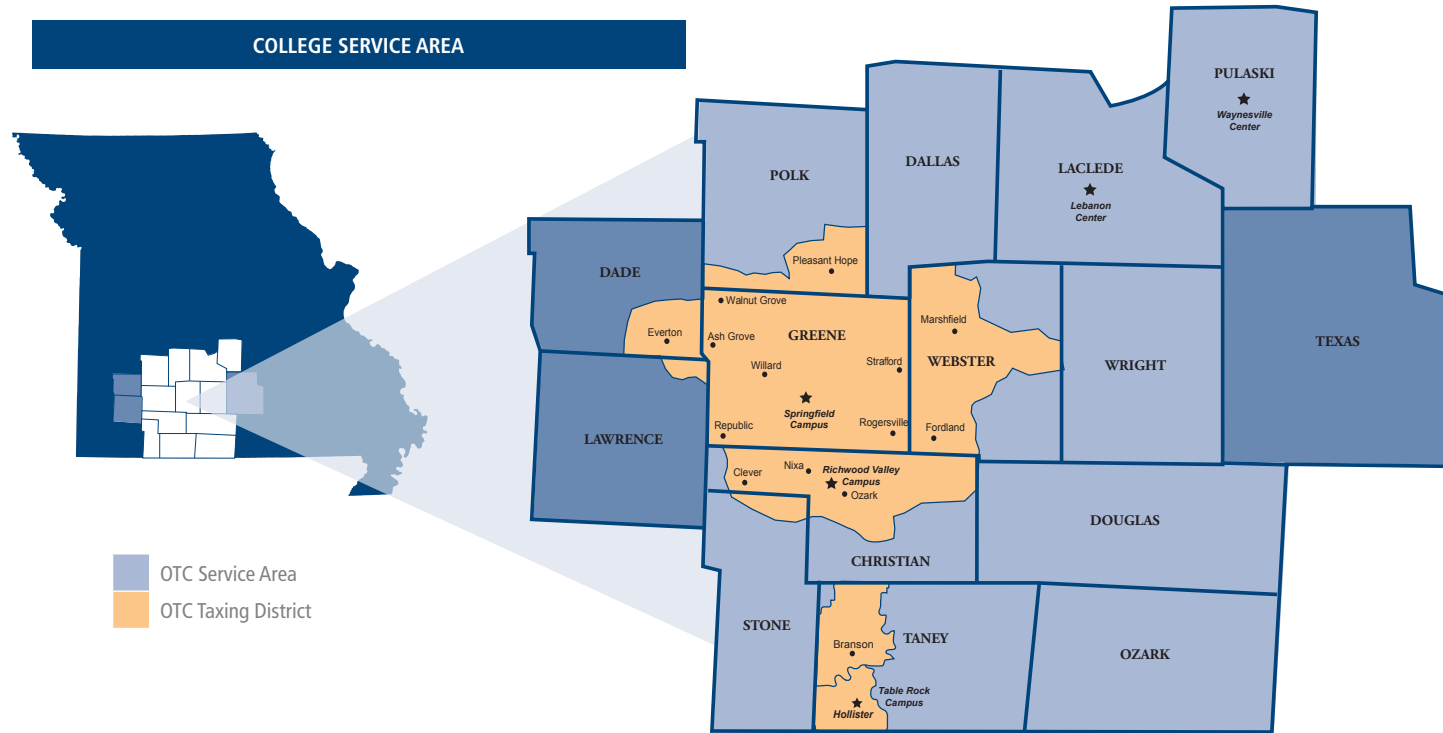 COLLEGE SERVICE AREA
PULASKI
Waynesville
Center
DALLAS
LACLEDE
Lebanon
Center
POLK
Pleasant Hope
DADE
Walnut Grove
Everton
Ash Grove
GREENE
Willard
Strafford
Springfield
Campus
Republic
Rogersville
Marshfield
WEBSTER
Fordland
WRIGHT
TEXAS
LAWRENCE
Clever
Nixa
Richwood Valley
Campus
Ozark
CHRISTIAN
DOUGLAS
STONE
TANEY
Branson
Table Rock
Campus
Hollister
OZARK
OTC Service Area
OTC Taxing District